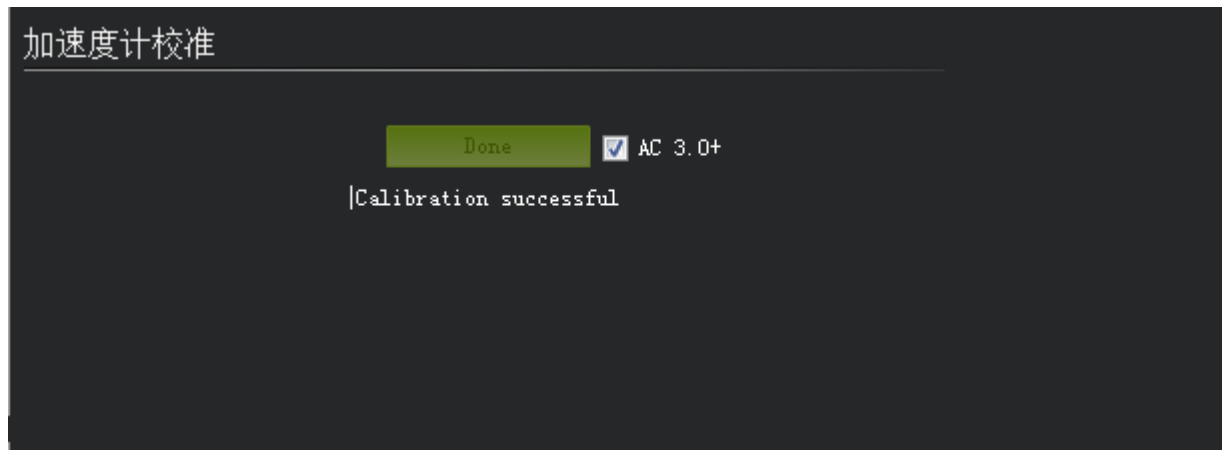 加速度计校准
Done
AC 3.0+
Calibration successful